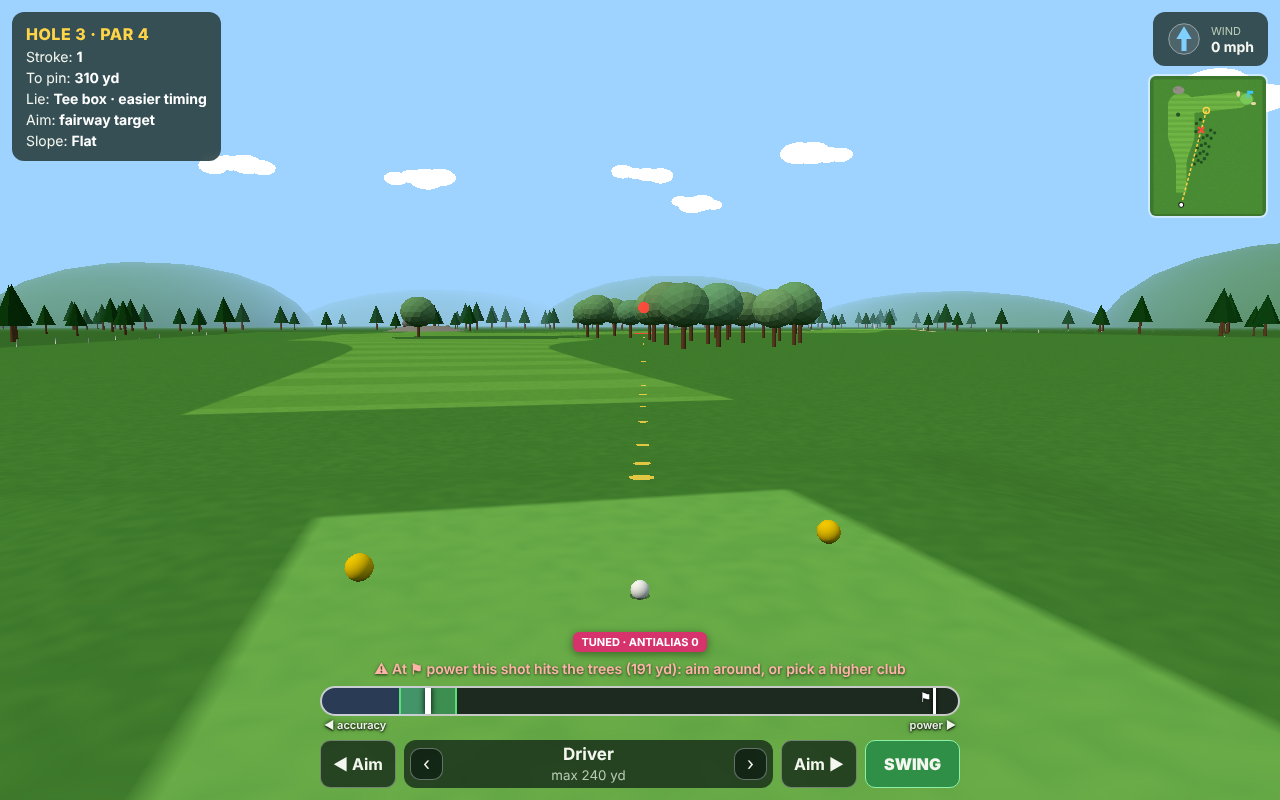 HOLE 3 · PAR 4
Stroke: 1
To pin: 310 yd
Lie: Tee box · easier timing
Aim: fairway target
Slope: Flat
WIND
0 mph
TUNED · ANTIALIAS 0
⚠ At ⚑ power this shot hits the trees (191 yd): aim around, or pick a higher club
⚑
◀ accuracy
power ▶
◀ Aim
‹
Driver
max 240 yd
›
Aim ▶
SWING